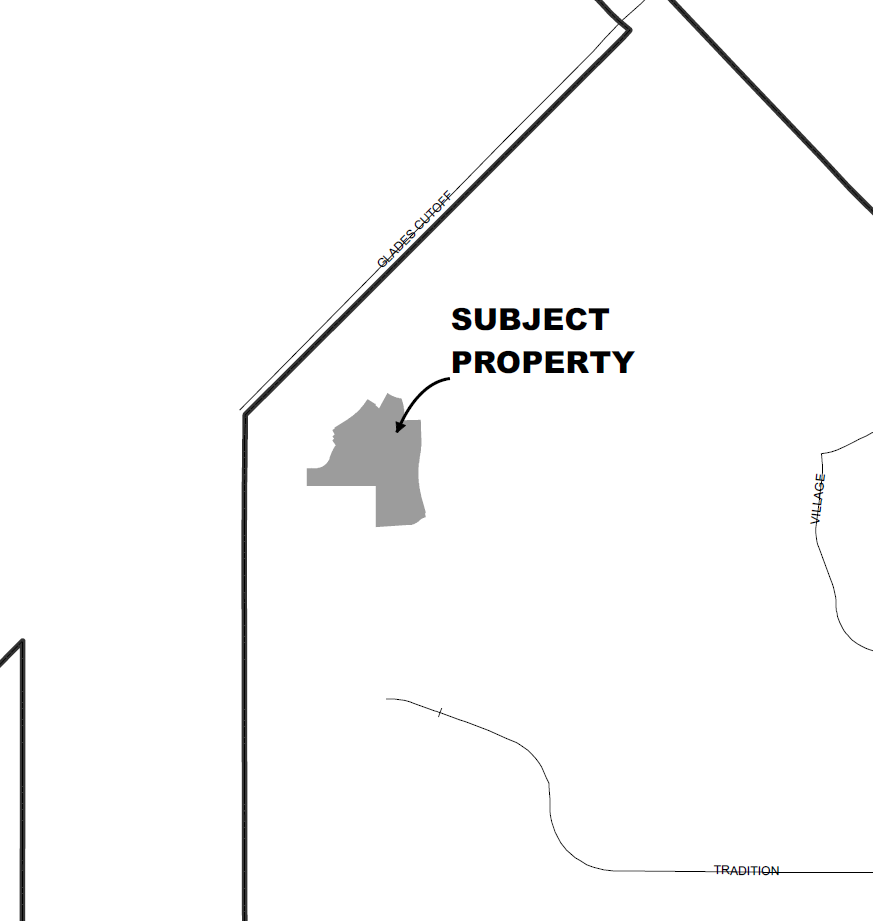 GLADES CUTOFF
SUBJECT
PROPERTY
VILLAGE
TRADITION